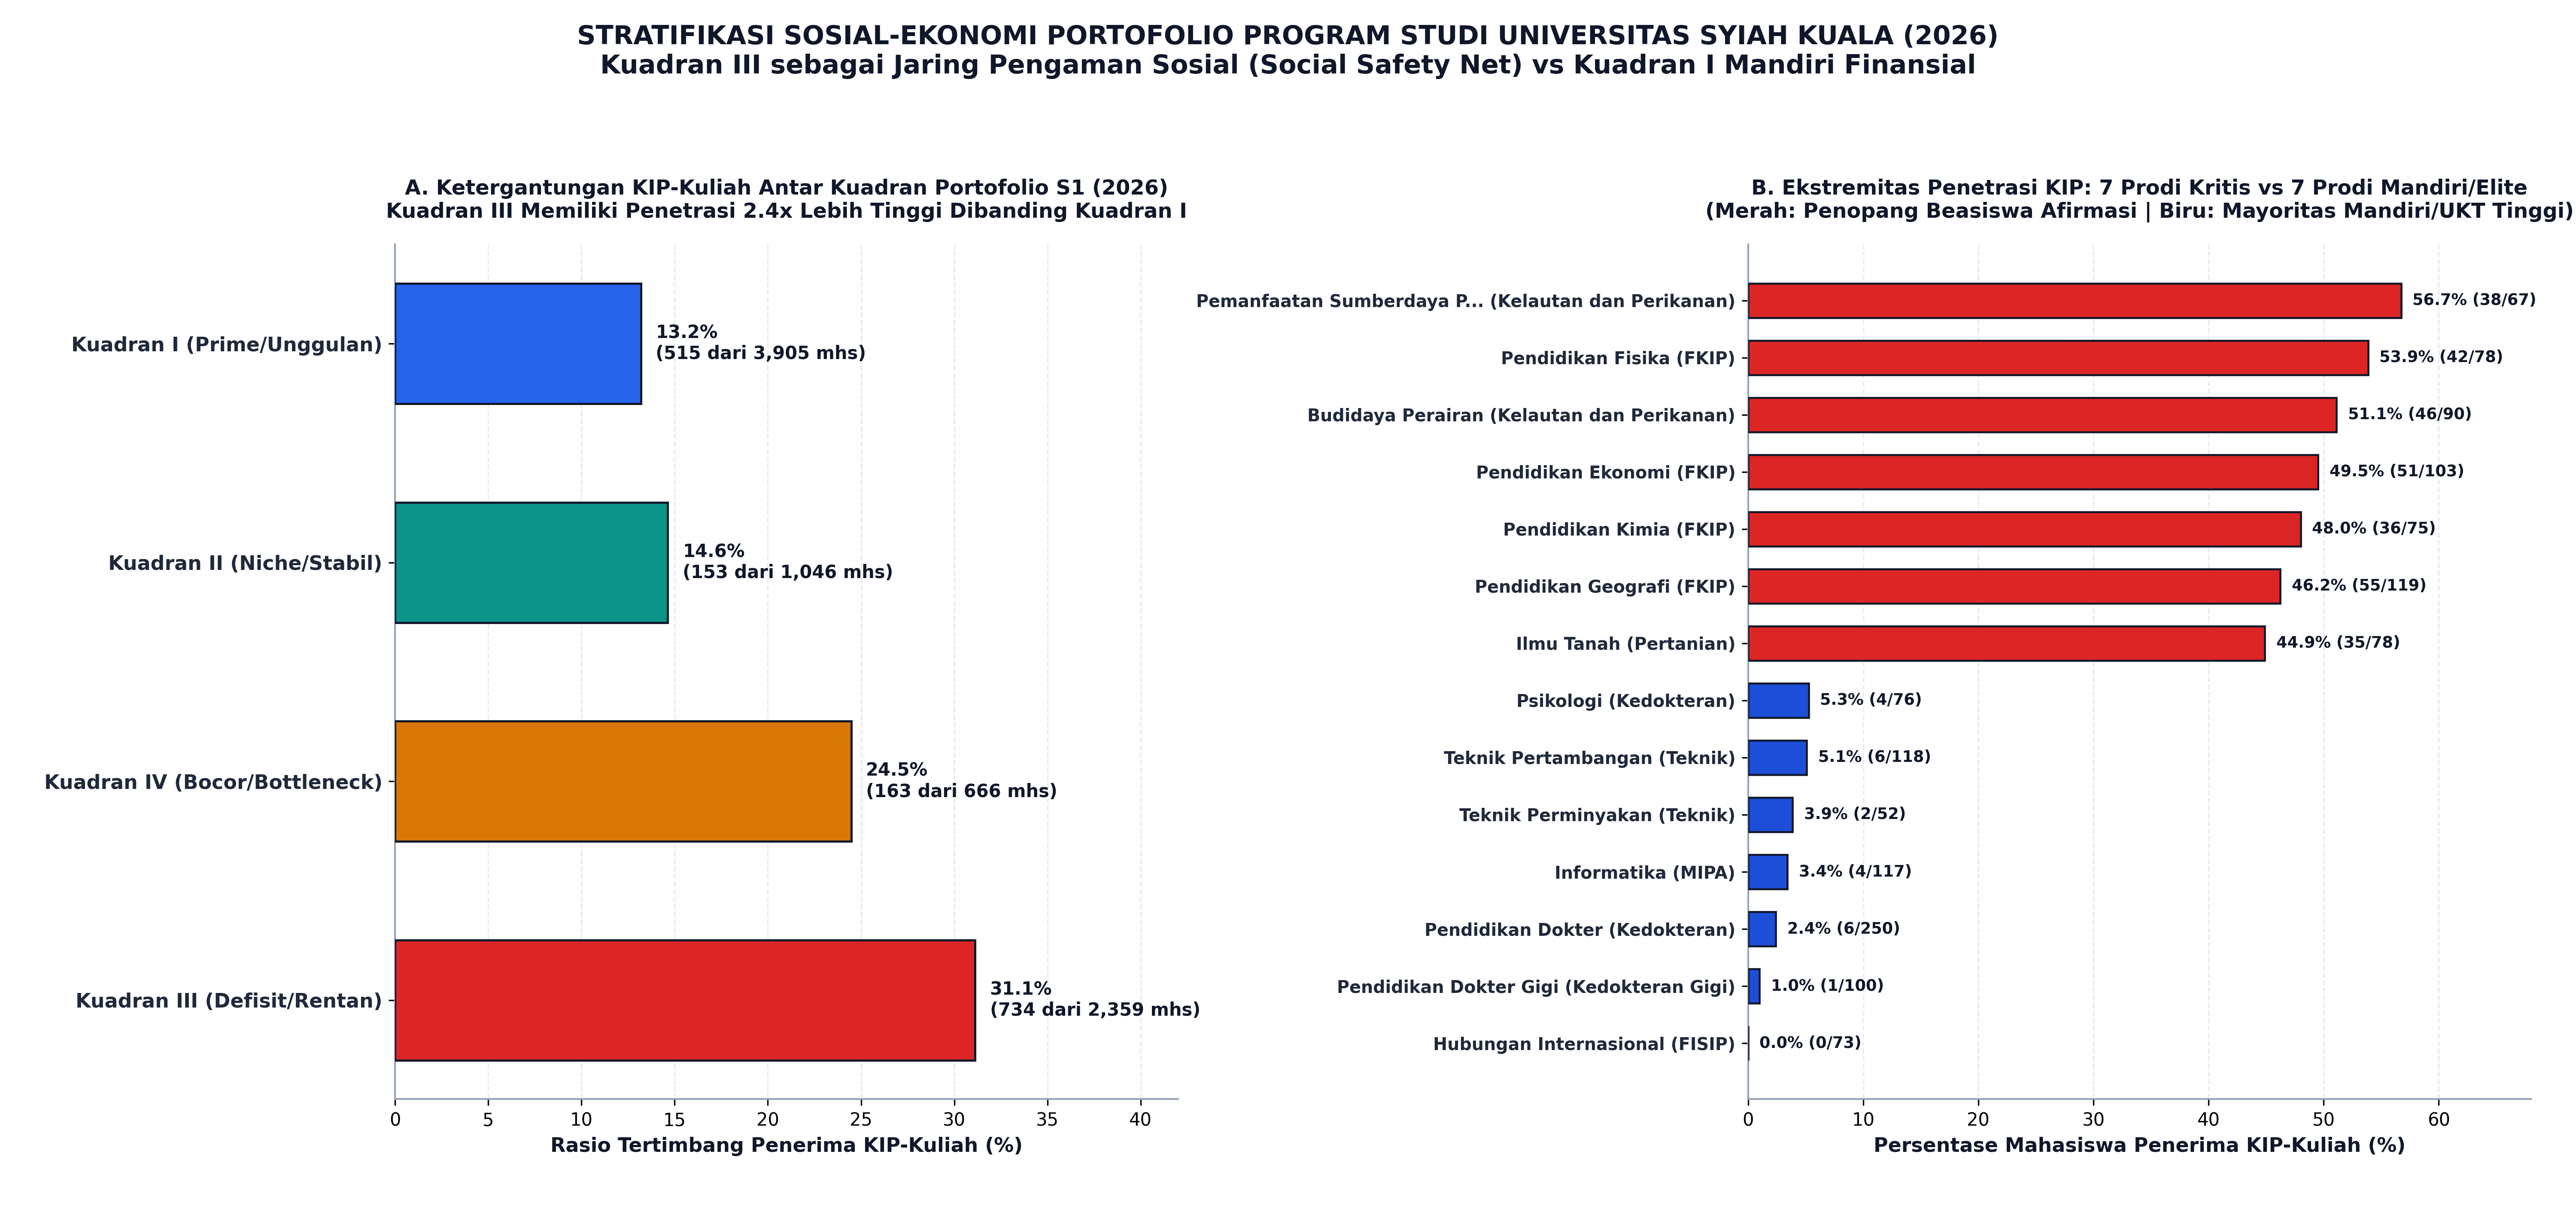 STRATIFIKASI SOSIAL-EKONOMI PORTOFOLIO PROGRAM STUDI UNIVERSITAS SYIAH KUALA (2026)
Kuadran III sebagai Jaring Pengaman Sosial (Social Safety Net) vs Kuadran I Mandiri Finansial
A. Ketergantungan KIP-Kuliah Antar Kuadran Portofolio S1 (2026)
Kuadran III Memiliki Penetrasi 2.4x Lebih Tinggi Dibanding Kuadran I
Kuadran I (Prime/Unggulan)
13.2%
(515 dari 3,905 mhs)
Kuadran II (Niche/Stabil)
14.6%
(153 dari 1,046 mhs)
Kuadran IV (Bocor/Bottleneck)
24.5%
(163 dari 666 mhs)
Kuadran III (Defisit/Rentan)
31.1%
(734 dari 2,359 mhs)
0 5 10 15 20 25 30 35 40
Rasio Tertimbang Penerima KIP-Kuliah (%)
B. Ekstremitas Penetrasi KIP: 7 Prodi Kritis vs 7 Prodi Mandiri/Elite
(Merah: Penopang Beasiswa Afirmasi | Biru: Mayoritas Mandiri/UKT Tinggi)
Pemanfaatan Sumberdaya P... (Kelautan dan Perikanan) 56.7% (38/67)
Pendidikan Fisika (FKIP) 53.9% (42/78)
Budidaya Perairan (Kelautan dan Perikanan) 51.1% (46/90)
Pendidikan Ekonomi (FKIP) 49.5% (51/103)
Pendidikan Kimia (FKIP) 48.0% (36/75)
Pendidikan Geografi (FKIP) 46.2% (55/119)
Ilmu Tanah (Pertanian) 44.9% (35/78)
Psikologi (Kedokteran) 5.3% (4/76)
Teknik Pertambangan (Teknik) 5.1% (6/118)
Teknik Perminyakan (Teknik) 3.9% (2/52)
Informatika (MIPA) 3.4% (4/117)
Pendidikan Dokter (Kedokteran) 2.4% (6/250)
Pendidikan Dokter Gigi (Kedokteran Gigi) 1.0% (1/100)
Hubungan Internasional (FISIP) 0.0% (0/73)
0 10 20 30 40 50 60
Persentase Mahasiswa Penerima KIP-Kuliah (%)